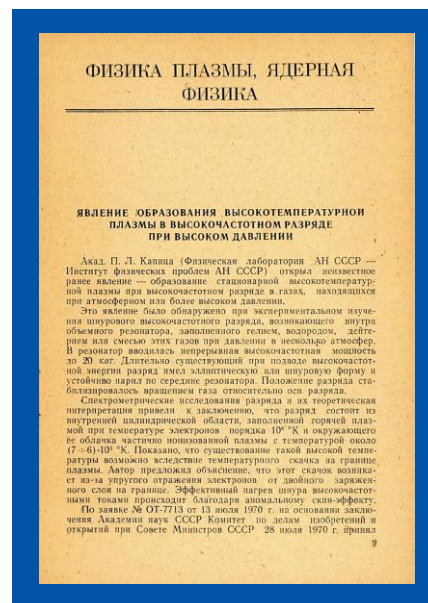 ФИЗИКА ПЛАЗМЫ, ЯДЕРНАЯ
ФИЗИКА
ЯВЛЕНИЕ ОБРАЗОВАНИЯ ВЫСОКОТЕМПЕРАТУРНОЙ
ПЛАЗМЫ В ВЫСОКОЧАСТОТНОМ РАЗРЯДЕ
ПРИ ВЫСОКОМ ДАВЛЕНИИ
Акад. П. Л. Капица (Физическая лаборатория АН СССР —
Институт физических проблем АН СССР) открыл неизвестное
ранее явление — образование стационарной высокотемператур-
ной плазмы при высокочастотном разряде в газах, находящихся
при атмосферном или более высоком давлении.
Это явление было обнаружено при экспериментальном изуче-
нии шнурового высокочастотного разряда, возникающего внутри
объемного резонатора, заполненного гелием, водородом, дейте-
рием или смесью этих газов при давлении в несколько атмосфер.
В резонатор вводилась непрерывная высокочастотная мощность
до 20 квт. Длительно существующий при подводе высокочастот-
ной энергии разряд имел эллиптическую или шнуровую форму и
устойчиво парил по середине резонатора. Положение разряда ста-
билизировалось вращением газа относительно оси разряда.
Спектрометрические исследования разряда и их теоретическая
интерпретация привели к заключению, что разряд состоит из
внутренней цилиндрической области, заполненной горячей плаз-
мой при температуре электронов порядка 10⁶ °К и окружающего
ее облачка частично ионизованной плазмы с температурой около
(7÷6)·10³ °К. Показано, что существование такой высокой темпе-
ратуры возможно вследствие температурного скачка на границе
плазмы. Автор предложил объяснение, что этот скачок возника-
ет из-за упругого отражения электронов от двойного заряжен-
ного слоя на границе. Эффективный нагрев шнура высокочастот-
ными токами происходит благодаря аномальному скин-эффекту.
По заявке № ОТ-7713 от 13 июля 1970 г. на основании заклю-
чения Академии наук СССР Комитет по делам изобретений и
открытий при Совете Министров СССР 28 июля 1970 г. принял
9